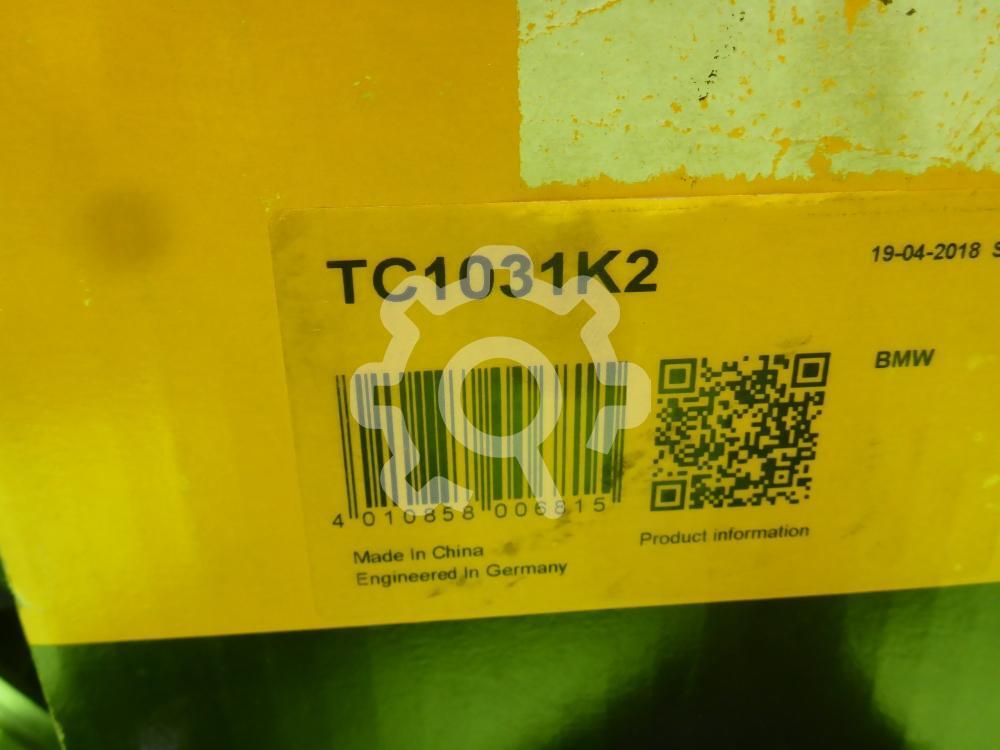 TC1031K2
19-04-2018 S
BMW
4 010858 006815
Product information
Made In China
Engineered In Germany